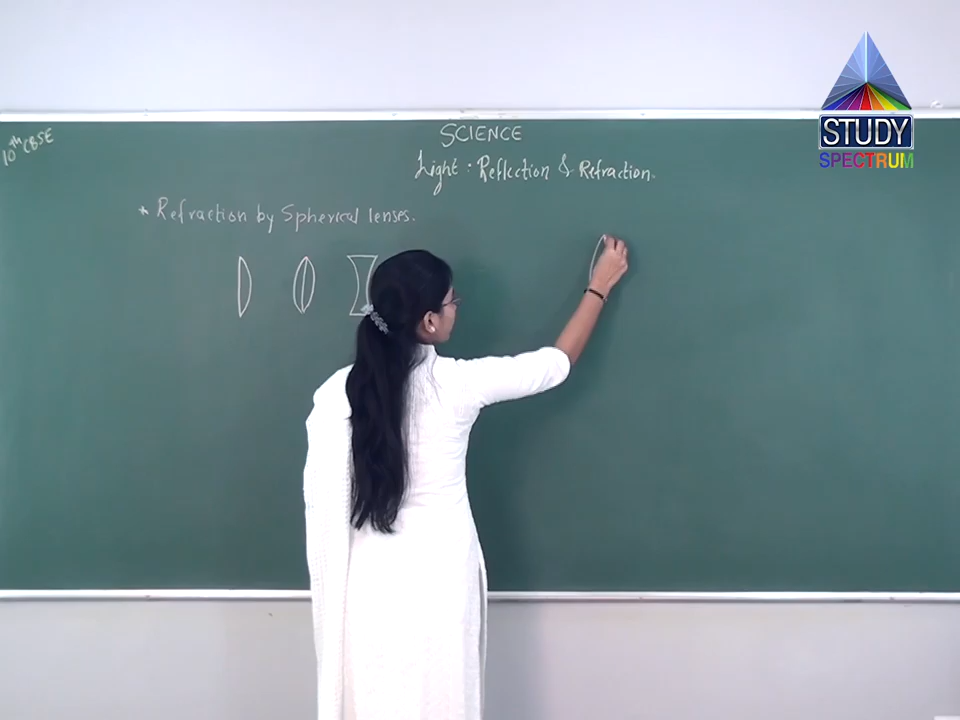 10TH CBSE
SCIENCE
Light : Reflection & Refraction.
* Refraction by Spherical lenses.
STUDY
SPECTRUM